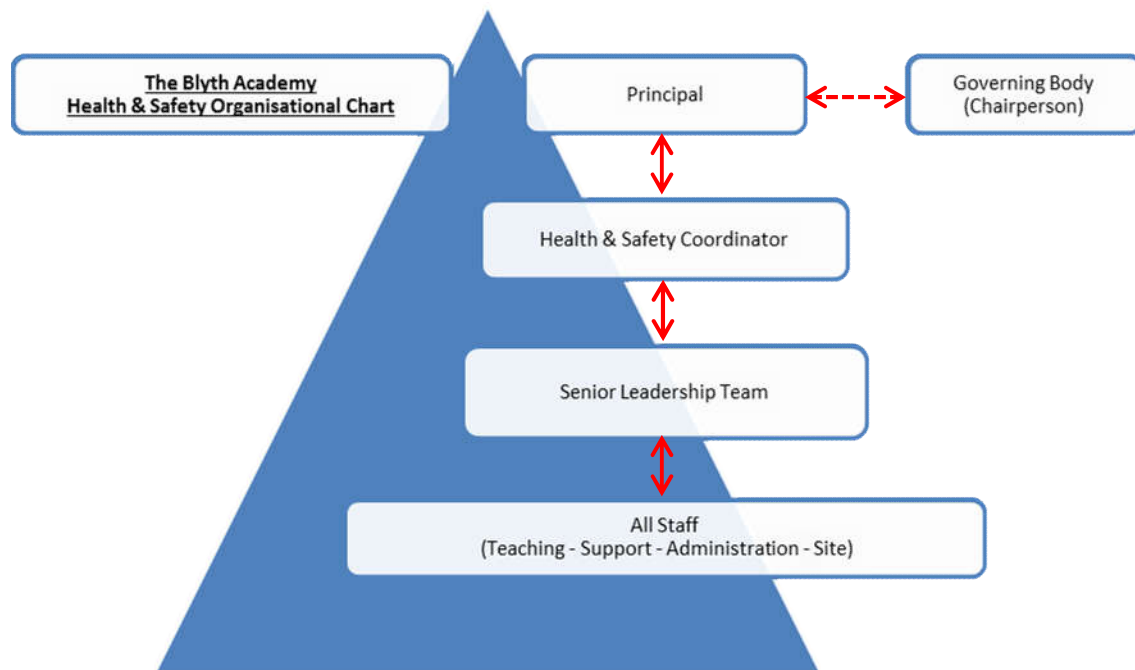 The Blyth Academy
Health & Safety Organisational Chart
Principal
Governing Body
(Chairperson)
Health & Safety Coordinator
Senior Leadership Team
All Staff
(Teaching - Support - Administration - Site)